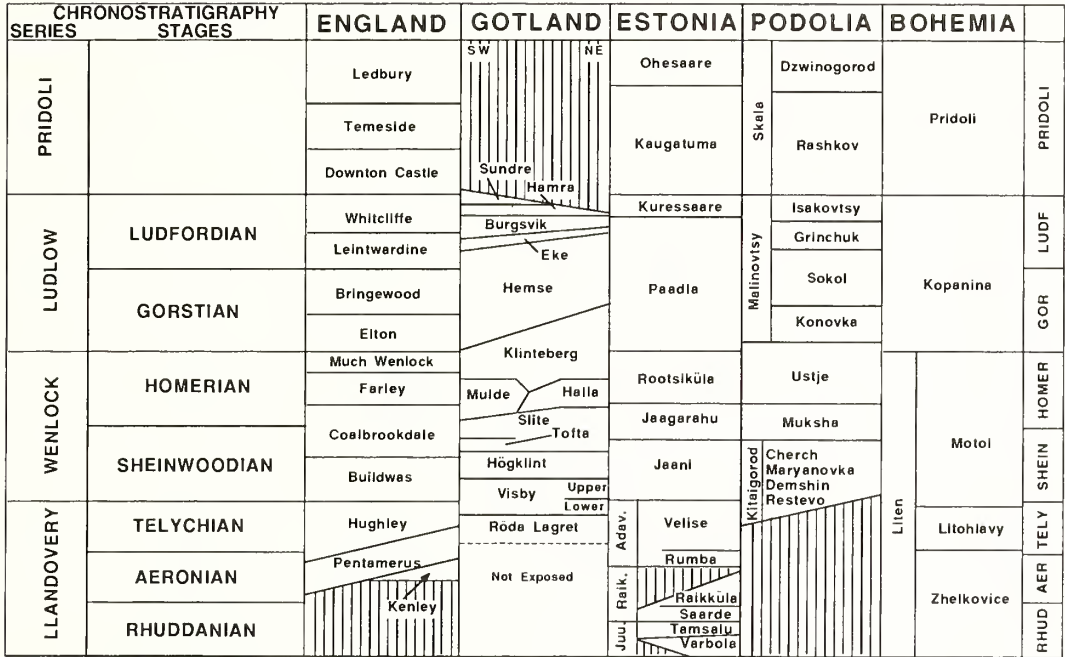 CHRONOSTRATIGRAPHY
SERIES STAGES
ENGLAND
GOTLAND
ESTONIA
PODOLIA
BOHEMIA
PRIDOLI
LUDLOW
WENLOCK
LLANDOVERY
LUDFORDIAN
GORSTIAN
HOMERIAN
SHEINWOODIAN
TELYCHIAN
AERONIAN
RHUDDANIAN
Ledbury
Temeside
Downton Castle
Whitcliffe
Leintwardine
Bringewood
Elton
Much Wenlock
Farley
Coalbrookdale
Buildwas
Hughley
Pentamerus
Kenley
SW NE
Sundre
Hamra
Burgsvik
Eke
Hemse
Klinteberg
Mulde Halla
Slite
Tofta
Högklint
Visby Upper
Lower
Röda Lagret
Not Exposed
Ohesaare
Kaugatuma
Kuressaare
Paadla
Rootsiküla
Jaagarahu
Jaani
Adav.
Velise
Rumba
Raik.
Raikküla
Saarde
Juu.
Tamsalu
Varbola
Skala
Dzwinogorod
Rashkov
Malinovtsy
Isakovtsy
Grinchuk
Sokol
Konovka
Ustje
Muksha
Kitaigorod
Cherch
Maryanovka
Demshin
Restevo
Pridoli
Kopanina
Liten
Motol
Litohlavy
Zhelkovice
PRIDOLI
LUDF
GOR
HOMER
SHEIN
TELY
AER
RHUD